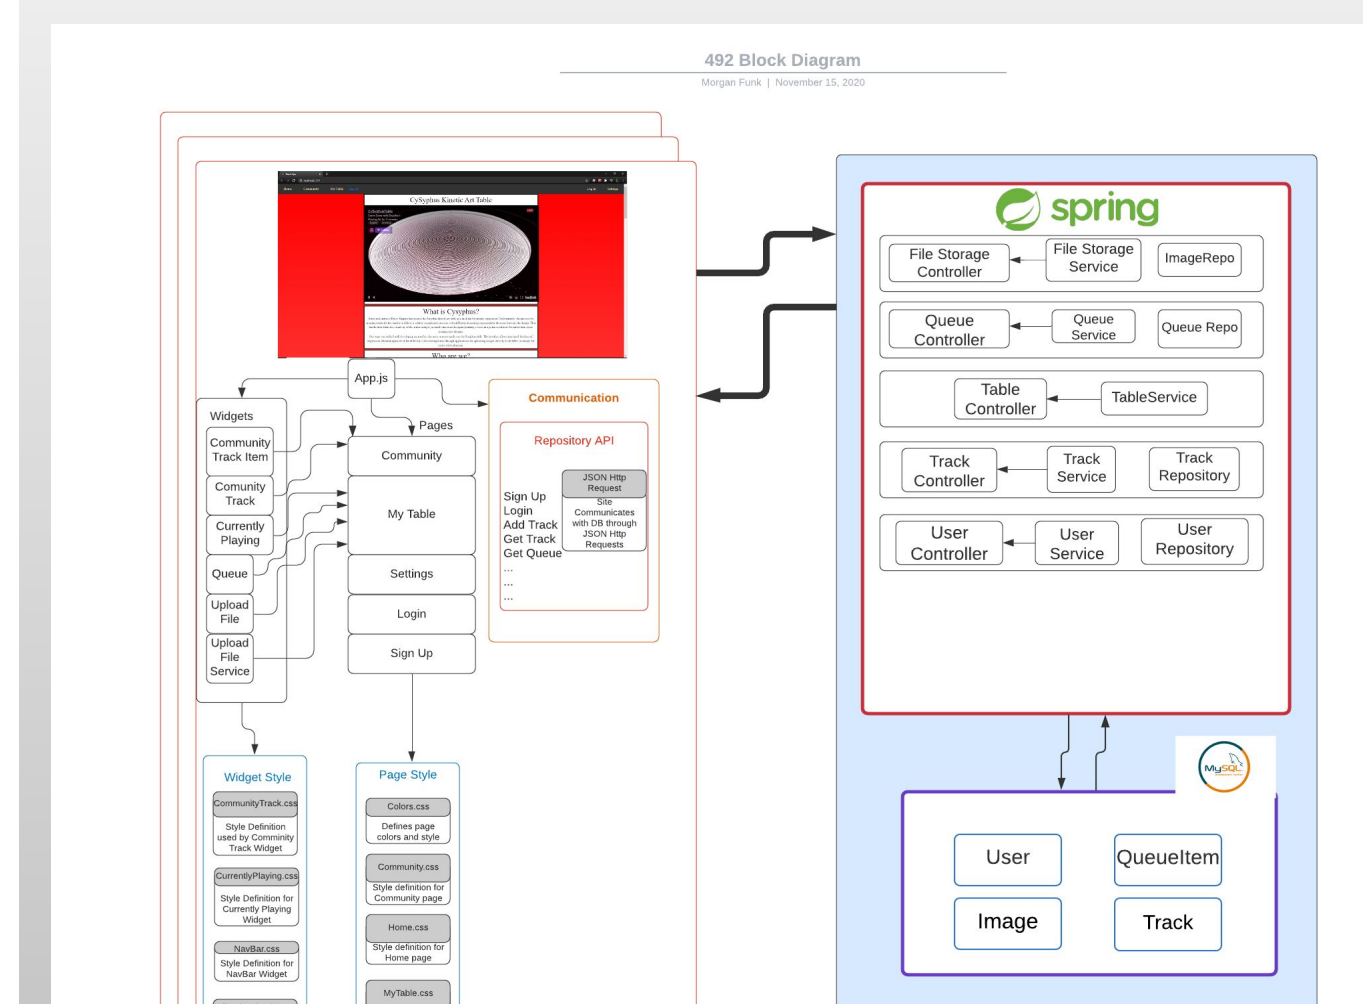 492 Block Diagram
Morgan Funk | November 15, 2020
CySyphus Kinetic Art Table
What is Cysyphus?
Who are we?
App.js
Widgets
Community
Track Item
Comunity
Track
Currently
Playing
Queue
Upload
File
Upload
File
Service
Pages
Community
My Table
Settings
Login
Sign Up
Communication
Repository API
Sign Up
Login
Add Track
Get Track
Get Queue
...
...
...
JSON Http
Request
Site
Communicates
with DB through
JSON Http
Requests
Widget Style
CommunityTrack.css
Style Definition
used by Comminity
Track Widget
CurrentlyPlaying.css
Style Definition for
Currently Playing
Widget
NavBar.css
Style Definition for
NavBar Widget
Page Style
Colors.css
Defines page
colors and style
Community.css
Style definition for
Community page
Home.css
Style definition for
Home page
MyTable.css
spring
File Storage
Controller
File Storage
Service
ImageRepo
Queue
Controller
Queue
Service
Queue Repo
Table
Controller
TableService
Track
Controller
Track
Service
Track
Repository
User
Controller
User
Service
User
Repository
MySQL
User
QueueItem
Image
Track